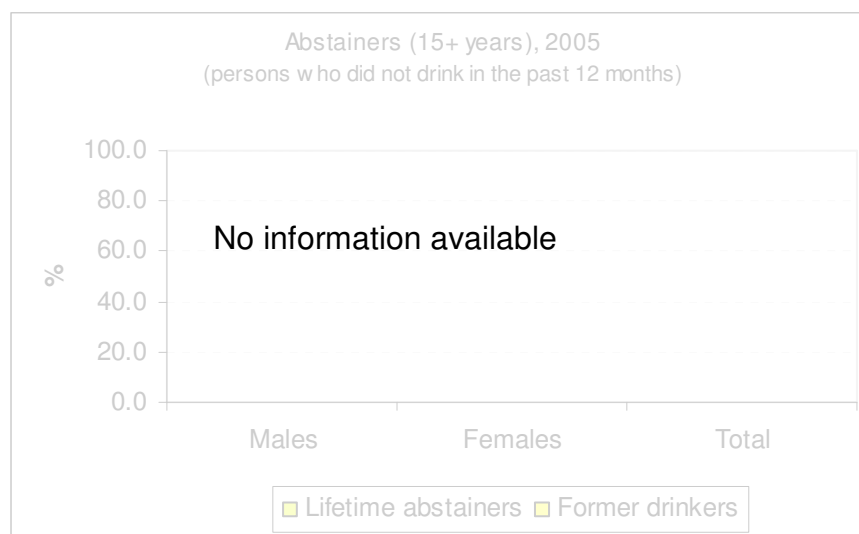 Abstainers (15+ years), 2005
(persons who did not drink in the past 12 months)
100.0
80.0
60.0
40.0
20.0
0.0
%
No information available
Males Females Total
Lifetime abstainers Former drinkers